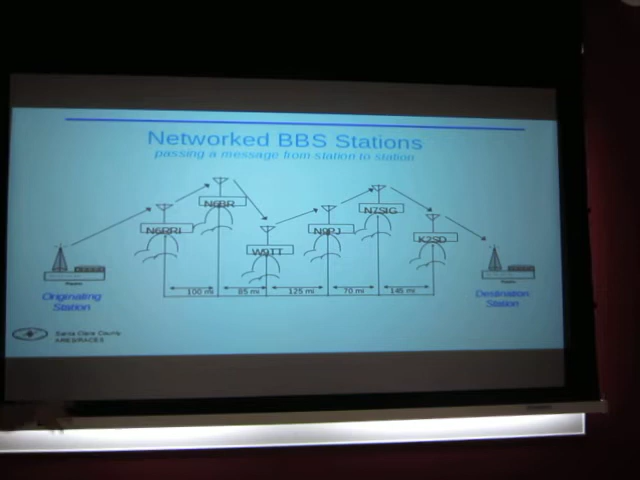 Networked BBS Stations
passing a message from station to station
N6RRI
N6BR
W9TT
N0PJ
N7SIG
K2SD
100 mi
85 mi
125 mi
70 mi
145 mi
Originating
Station
Destination
Station
Santa Clara County
ARES/RACES